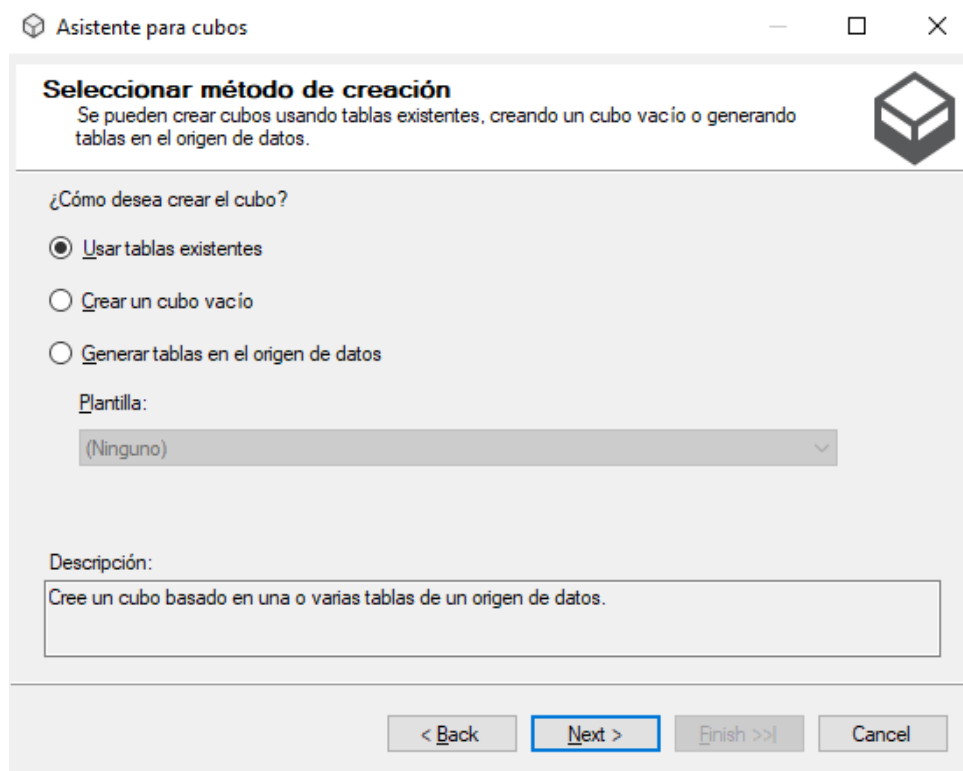 Asistente para cubos
Seleccionar método de creación
Se pueden crear cubos usando tablas existentes, creando un cubo vacío o generando
tablas en el origen de datos.
¿Cómo desea crear el cubo?
Usar tablas existentes
Crear un cubo vacío
Generar tablas en el origen de datos
Plantilla:
(Ninguno)
Descripción:
Cree un cubo basado en una o varias tablas de un origen de datos.
< Back Next > Finish >>| Cancel